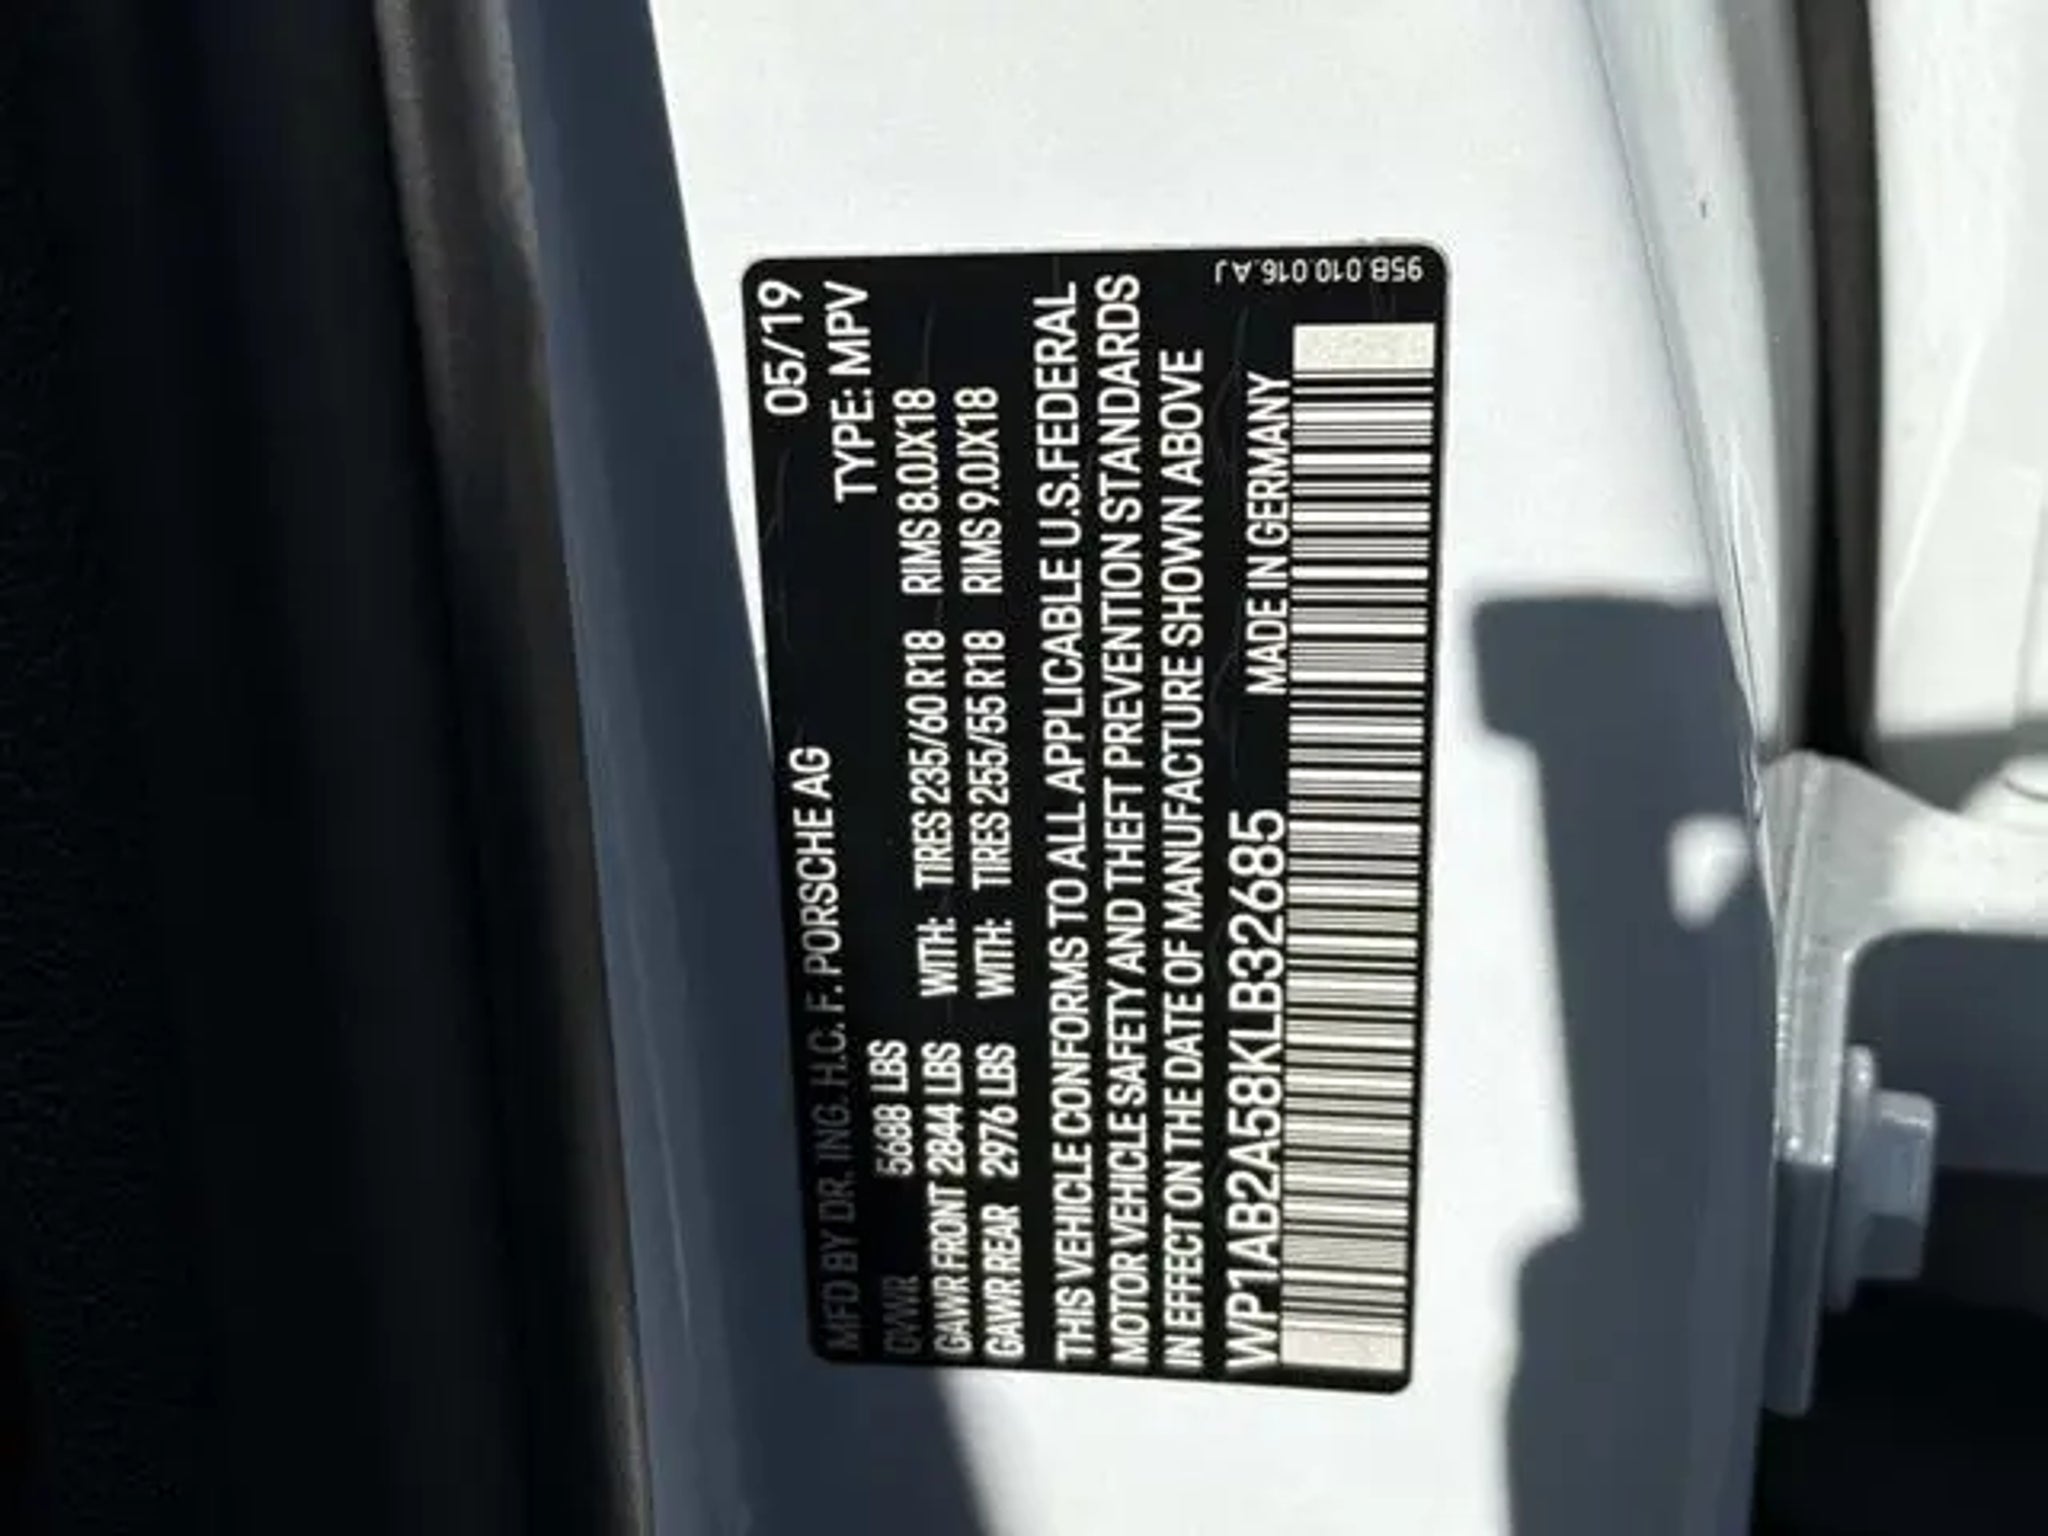 MFD BY DR. ING. H.C. F. PORSCHE AG 05/19
GVWR 5688 LBS TYPE: MPV
GAWR FRONT 2844 LBS WITH: TIRES 235/60 R18 RIMS 8.0JX18
GAWR REAR 2976 LBS WITH: TIRES 255/55 R18 RIMS 9.0JX18
THIS VEHICLE CONFORMS TO ALL APPLICABLE U.S.FEDERAL
MOTOR VEHICLE SAFETY AND THEFT PREVENTION STANDARDS
IN EFFECT ON THE DATE OF MANUFACTURE SHOWN ABOVE
WP1AB2A58KLB32685 MADE IN GERMANY
95B.010.016.AJ